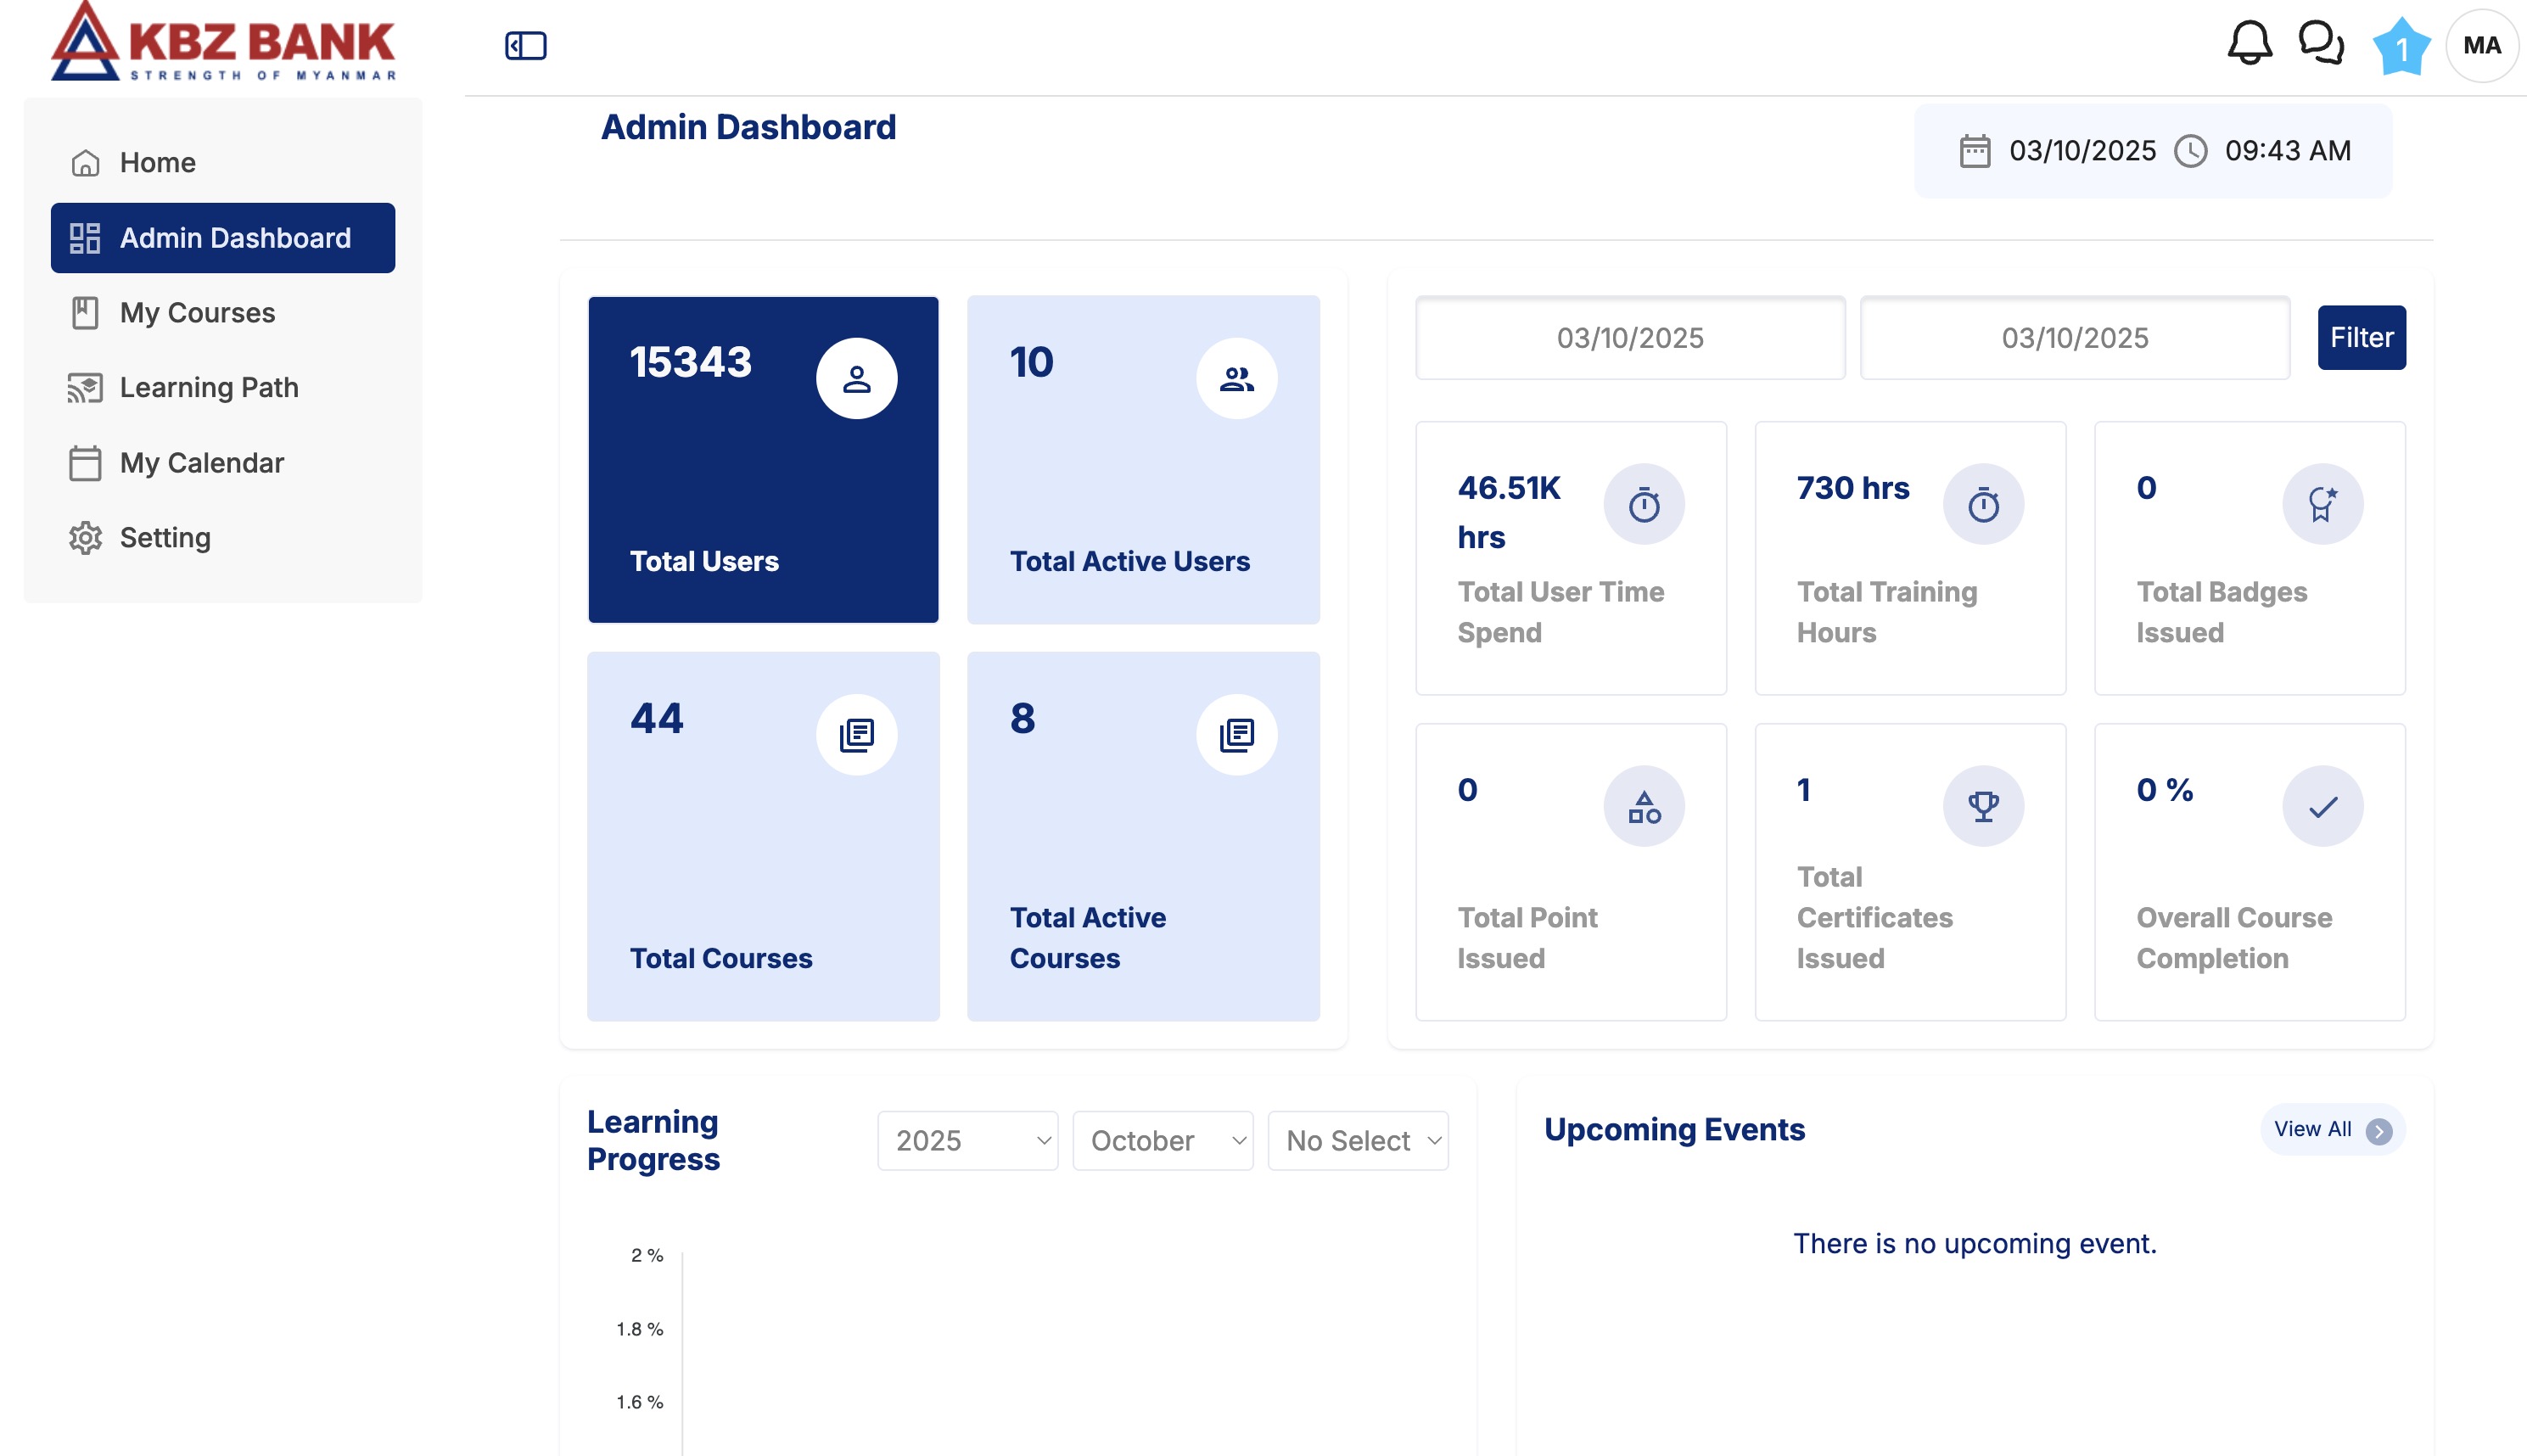 KBZ BANK
STRENGTH OF MYANMAR
1
MA
Home
Admin Dashboard
My Courses
Learning Path
My Calendar
Setting
Admin Dashboard
03/10/2025 09:43 AM
15343
Total Users
10
Total Active Users
44
Total Courses
8
Total Active
Courses
03/10/2025
03/10/2025
Filter
46.51K
hrs
Total User Time
Spend
730 hrs
Total Training
Hours
0
Total Badges
Issued
0
Total Point
Issued
1
Total
Certificates
Issued
0 %
Overall Course
Completion
Learning
Progress
2025
October
No Select
2 %
1.8 %
1.6 %
Upcoming Events
View All
There is no upcoming event.